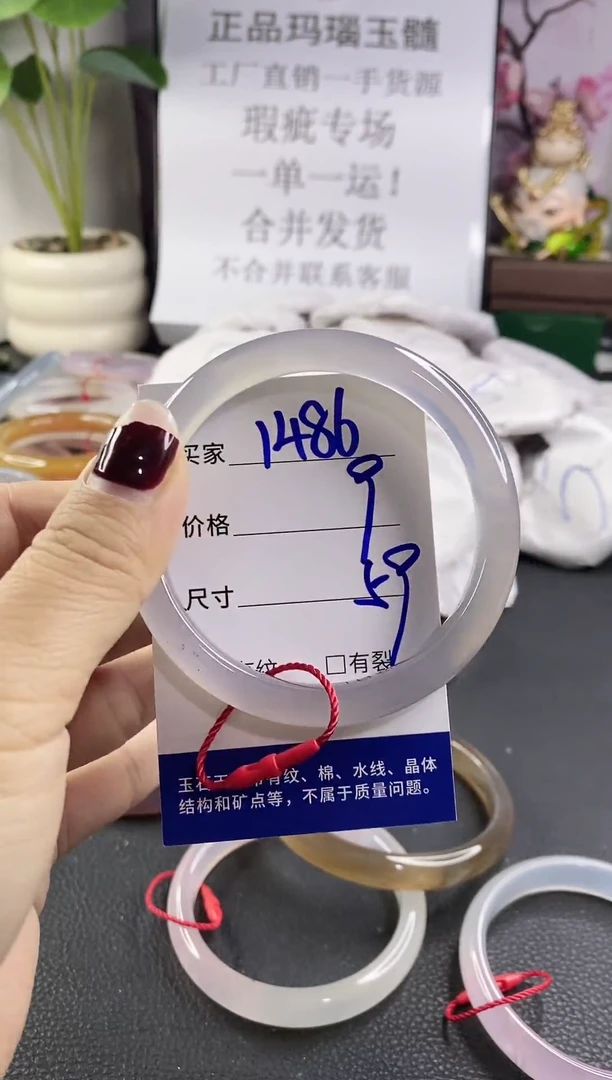 正品玛瑙玉髓
工厂直销一手货源
瑕疵专场
一单一运！
合并发货
不合并联系客服
买家 1486
价格
尺寸
纹 □有裂
玉石 有纹、棉、水线、晶体
结构和矿点等，不属于质量问题。